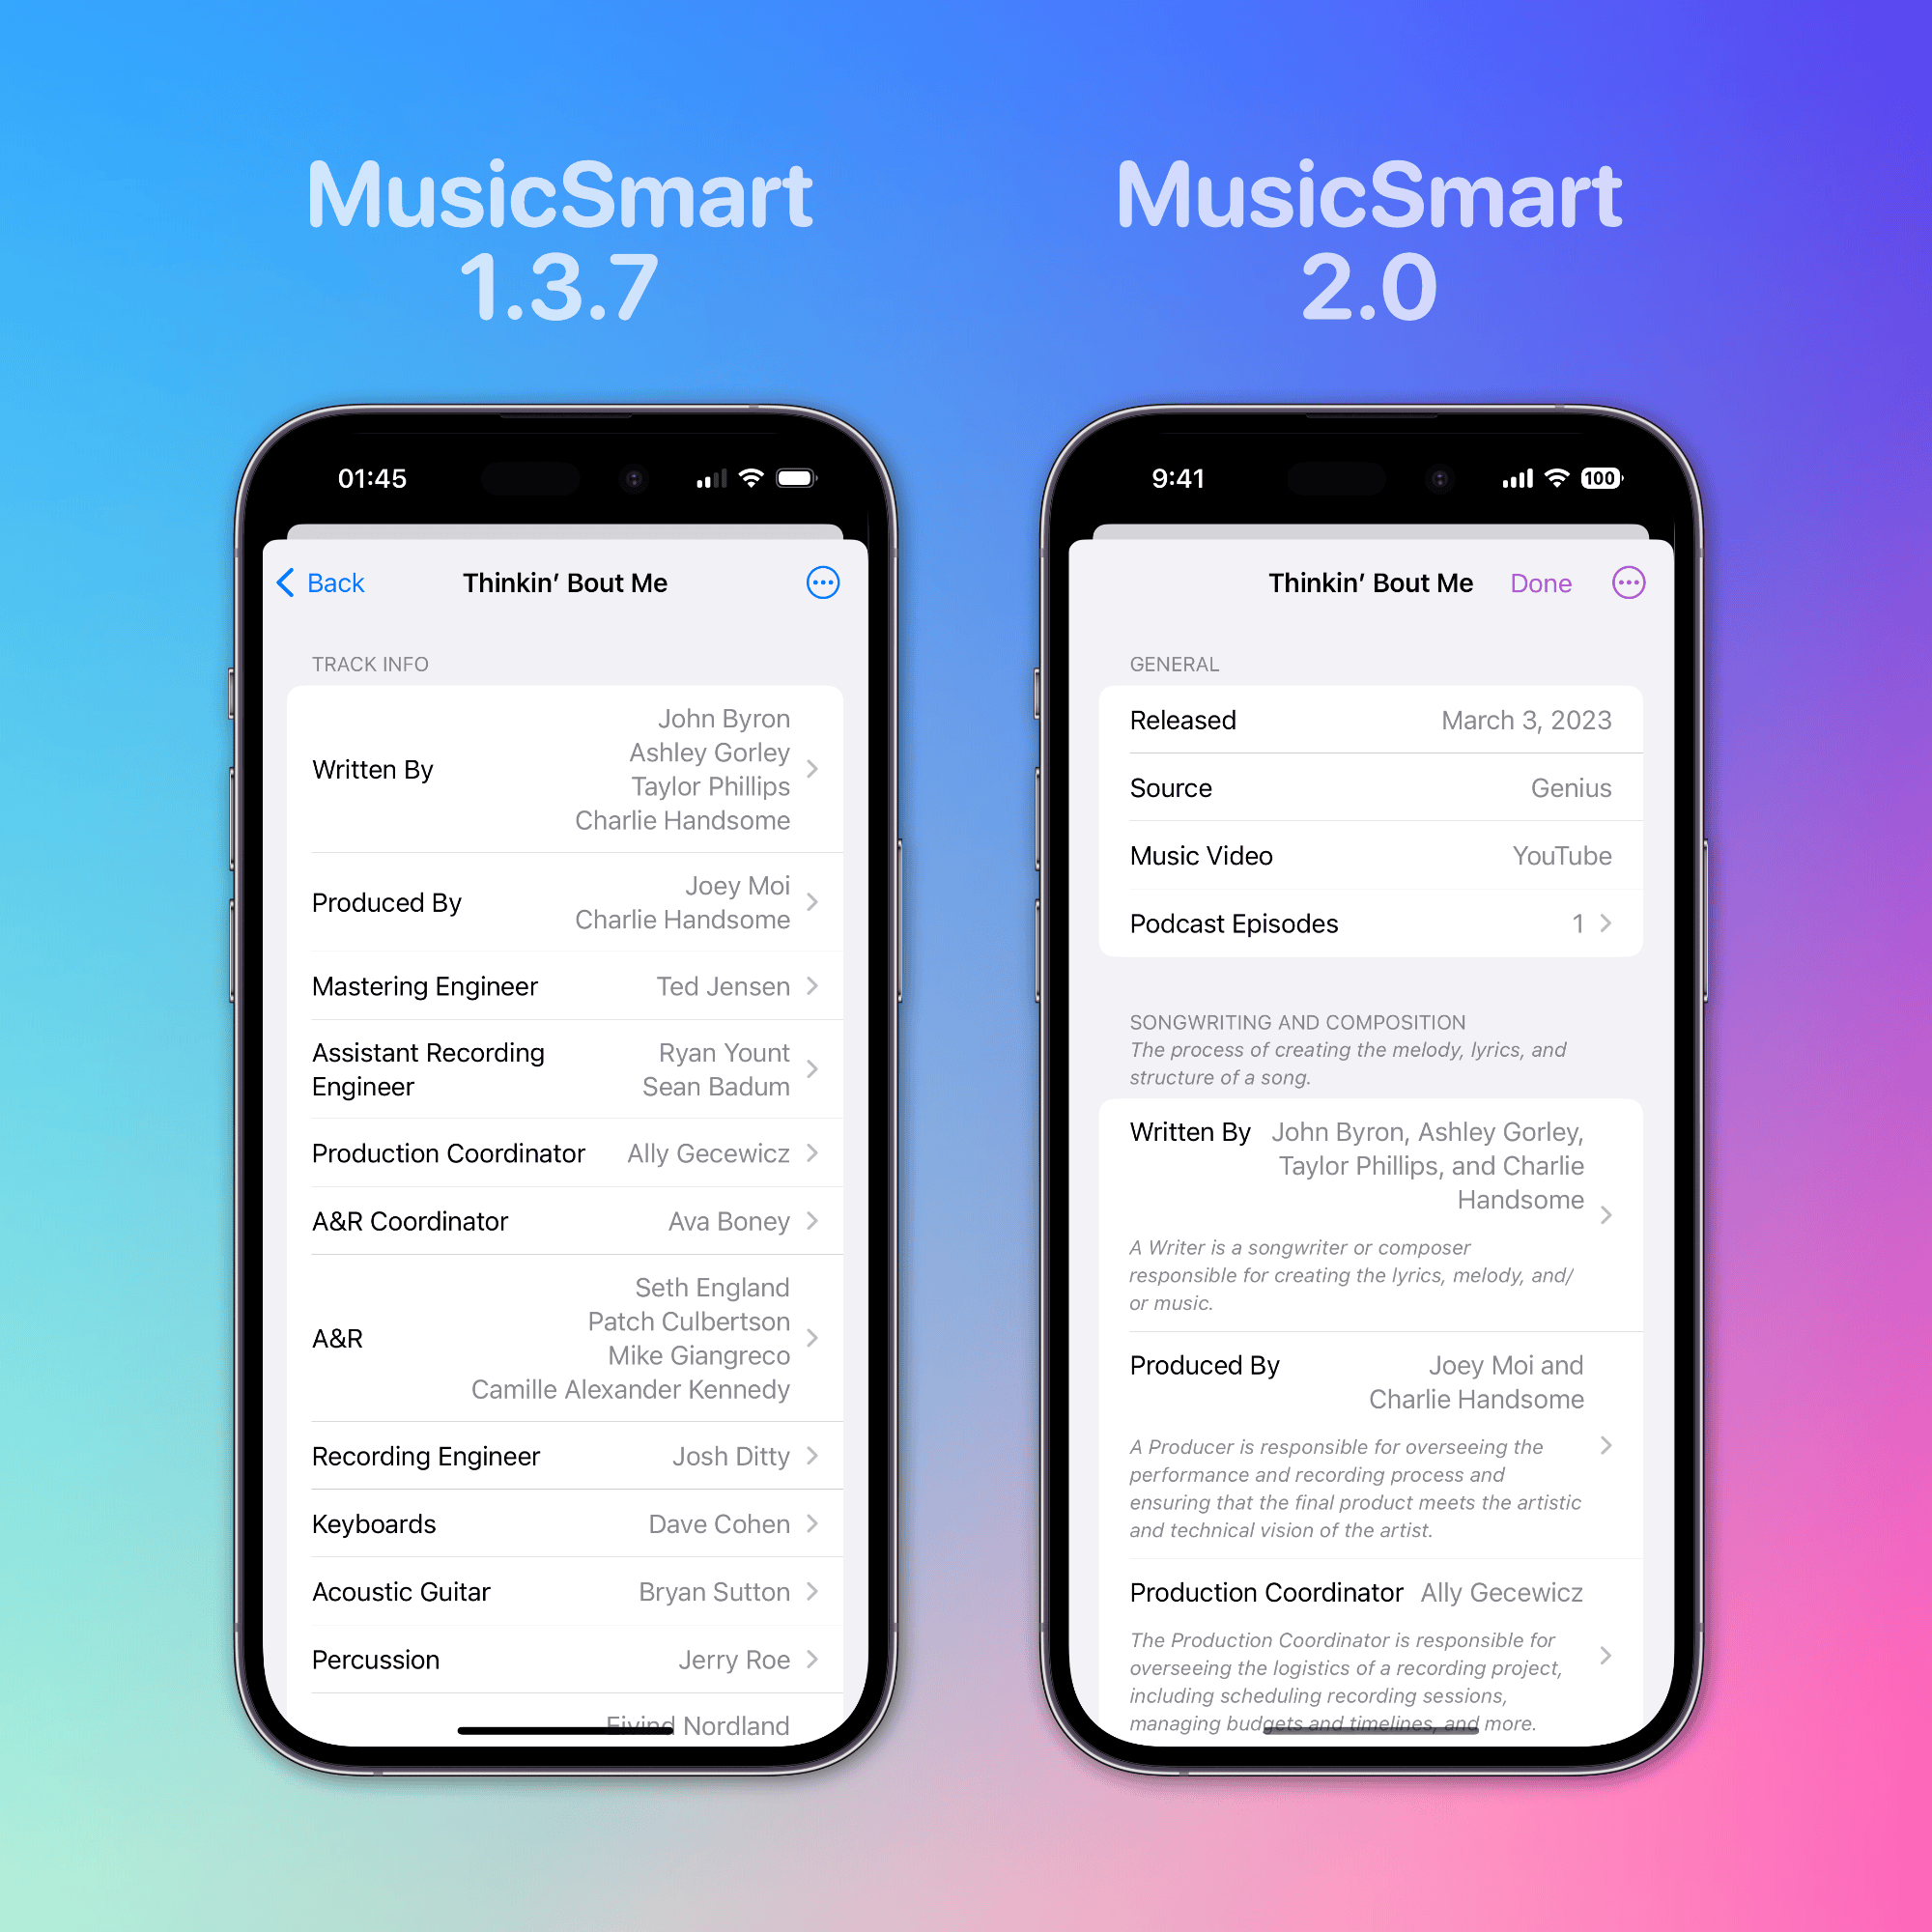 MusicSmart
1.3.7
01:45
Back
Thinkin’ Bout Me
TRACK INFO
Written By
John Byron
Ashley Gorley
Taylor Phillips
Charlie Handsome
Produced By
Joey Moi
Charlie Handsome
Mastering Engineer
Ted Jensen
Assistant Recording
Engineer
Ryan Yount
Sean Badum
Production Coordinator
Ally Gecewicz
A&R Coordinator
Ava Boney
A&R
Seth England
Patch Culbertson
Mike Giangreco
Camille Alexander Kennedy
Recording Engineer
Josh Ditty
Keyboards
Dave Cohen
Acoustic Guitar
Bryan Sutton
Percussion
Jerry Roe
Eivind Nordland
MusicSmart
2.0
9:41
100
Thinkin’ Bout Me
Done
GENERAL
Released
March 3, 2023
Source
Genius
Music Video
YouTube
Podcast Episodes
1
SONGWRITING AND COMPOSITION
The process of creating the melody, lyrics, and
structure of a song.
Written By
John Byron, Ashley Gorley,
Taylor Phillips, and Charlie
Handsome
A Writer is a songwriter or composer
responsible for creating the lyrics, melody, and/
or music.
Produced By
Joey Moi and
Charlie Handsome
A Producer is responsible for overseeing the
performance and recording process and
ensuring that the final product meets the artistic
and technical vision of the artist.
Production Coordinator
Ally Gecewicz
The Production Coordinator is responsible for
overseeing the logistics of a recording project,
including scheduling recording sessions,
managing budgets and timelines, and more.